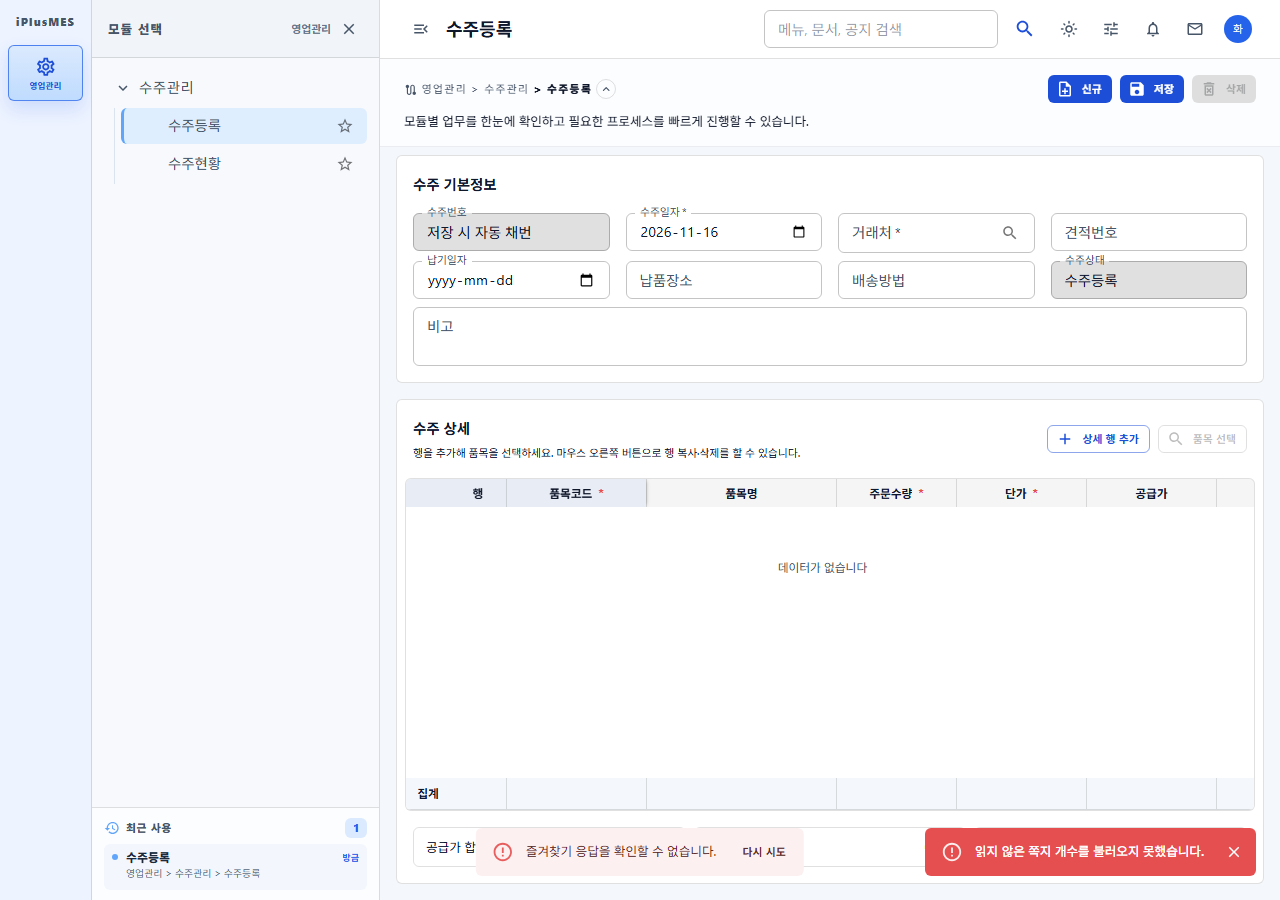 iPlusMES
영업관리
모듈 선택
영업관리
수주관리
수주등록
수주현황
최근 사용
1
수주등록
방금
영업관리 > 수주관리 > 수주등록
수주등록
메뉴, 문서, 공지 검색
화
영업관리 > 수주관리 > 수주등록
신규
저장
삭제
모듈별 업무를 한눈에 확인하고 필요한 프로세스를 빠르게 진행할 수 있습니다.
수주 기본정보
수주번호
저장 시 자동 채번
수주일자 *
2026-11-16
거래처 *
견적번호
납기일자
yyyy-mm-dd
납품장소
배송방법
수주상태
수주등록
비고
수주 상세
행을 추가해 품목을 선택하세요. 마우스 오른쪽 버튼으로 행 복사·삭제를 할 수 있습니다.
상세 행 추가
품목 선택
행
품목코드 *
품목명
주문수량 *
단가 *
공급가
데이터가 없습니다
집계
공급가 합
즐겨찾기 응답을 확인할 수 없습니다.
다시 시도
읽지 않은 쪽지 개수를 불러오지 못했습니다.